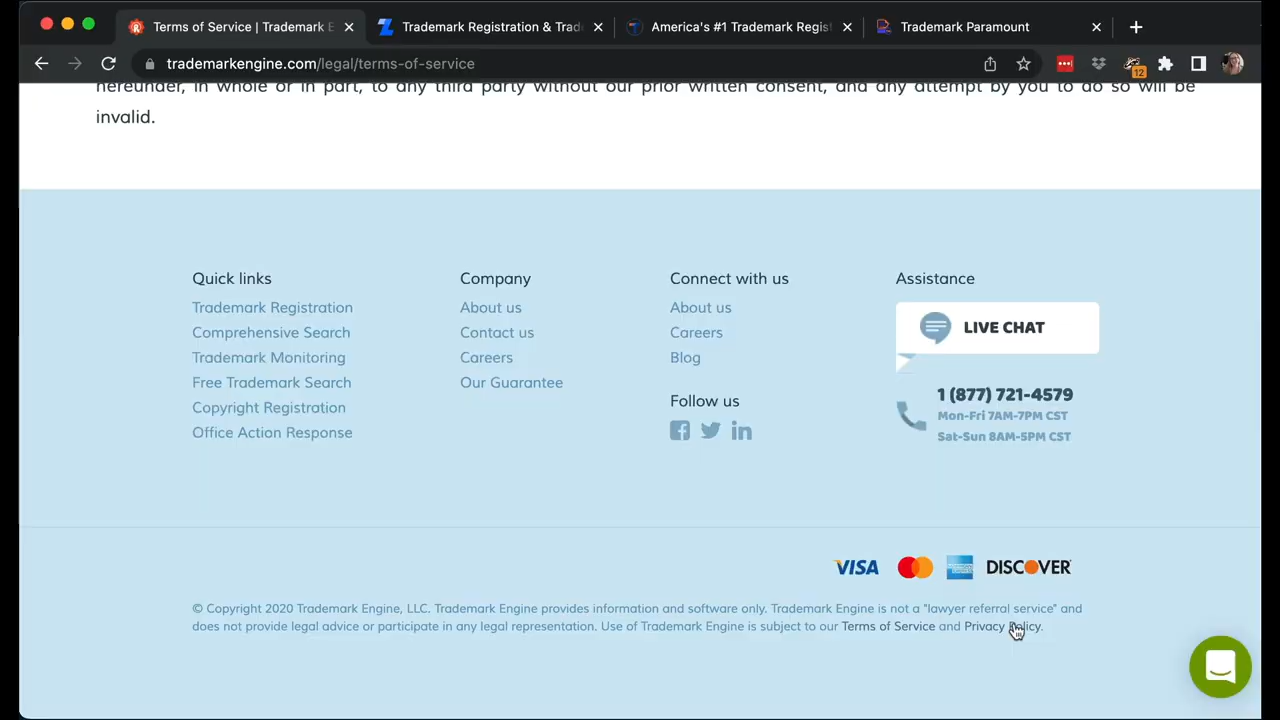 Terms of Service | Trademark E
Trademark Registration & Trade
America's #1 Trademark Regist
Trademark Paramount
trademarkengine.com/legal/terms-of-service
12
hereunder, in whole or in part, to any third party without our prior written consent, and any attempt by you to do so will be
invalid.
Quick links
Trademark Registration
Comprehensive Search
Trademark Monitoring
Free Trademark Search
Copyright Registration
Office Action Response
Company
About us
Contact us
Careers
Our Guarantee
Connect with us
About us
Careers
Blog
Follow us
Assistance
LIVE CHAT
1 (877) 721-4579
Mon-Fri 7AM-7PM CST
Sat-Sun 8AM-5PM CST
VISA
DISCOVER
© Copyright 2020 Trademark Engine, LLC. Trademark Engine provides information and software only. Trademark Engine is not a "lawyer referral service" and
does not provide legal advice or participate in any legal representation. Use of Trademark Engine is subject to our Terms of Service and Privacy Policy.